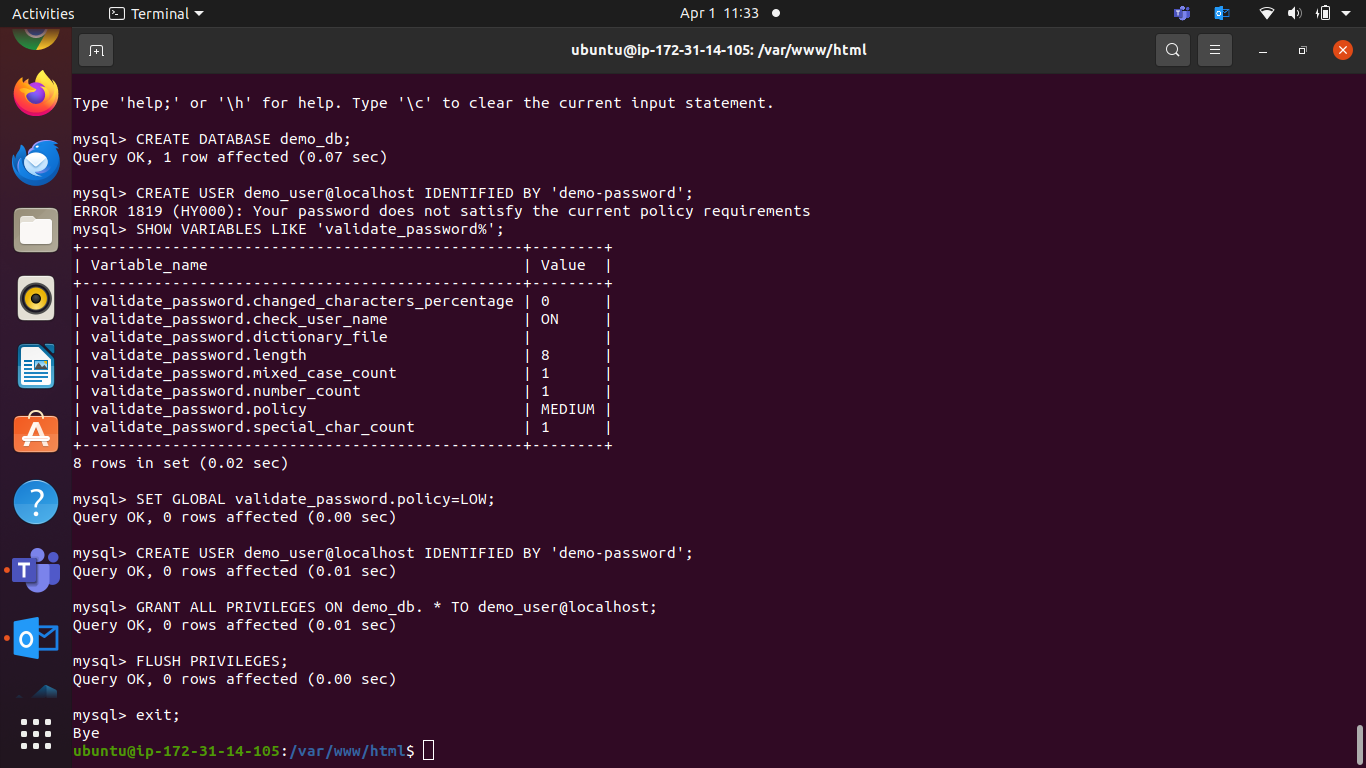 Activities Terminal Apr 1 11:33
ubuntu@ip-172-31-14-105: /var/www/html
Type 'help;' or '\h' for help. Type '\c' to clear the current input statement.
mysql> CREATE DATABASE demo_db;
Query OK, 1 row affected (0.07 sec)
mysql> CREATE USER demo_user@localhost IDENTIFIED BY 'demo-password';
ERROR 1819 (HY000): Your password does not satisfy the current policy requirements
mysql> SHOW VARIABLES LIKE 'validate_password%';
+-------------------------------------------------+--------+
| Variable_name                                   | Value  |
+-------------------------------------------------+--------+
| validate_password.changed_characters_percentage | 0      |
| validate_password.check_user_name               | ON     |
| validate_password.dictionary_file               |        |
| validate_password.length                        | 8      |
| validate_password.mixed_case_count              | 1      |
| validate_password.number_count                  | 1      |
| validate_password.policy                        | MEDIUM |
| validate_password.special_char_count            | 1      |
+-------------------------------------------------+--------+
8 rows in set (0.02 sec)
mysql> SET GLOBAL validate_password.policy=LOW;
Query OK, 0 rows affected (0.00 sec)
mysql> CREATE USER demo_user@localhost IDENTIFIED BY 'demo-password';
Query OK, 0 rows affected (0.01 sec)
mysql> GRANT ALL PRIVILEGES ON demo_db. * TO demo_user@localhost;
Query OK, 0 rows affected (0.01 sec)
mysql> FLUSH PRIVILEGES;
Query OK, 0 rows affected (0.00 sec)
mysql> exit;
Bye
ubuntu@ip-172-31-14-105:/var/www/html$